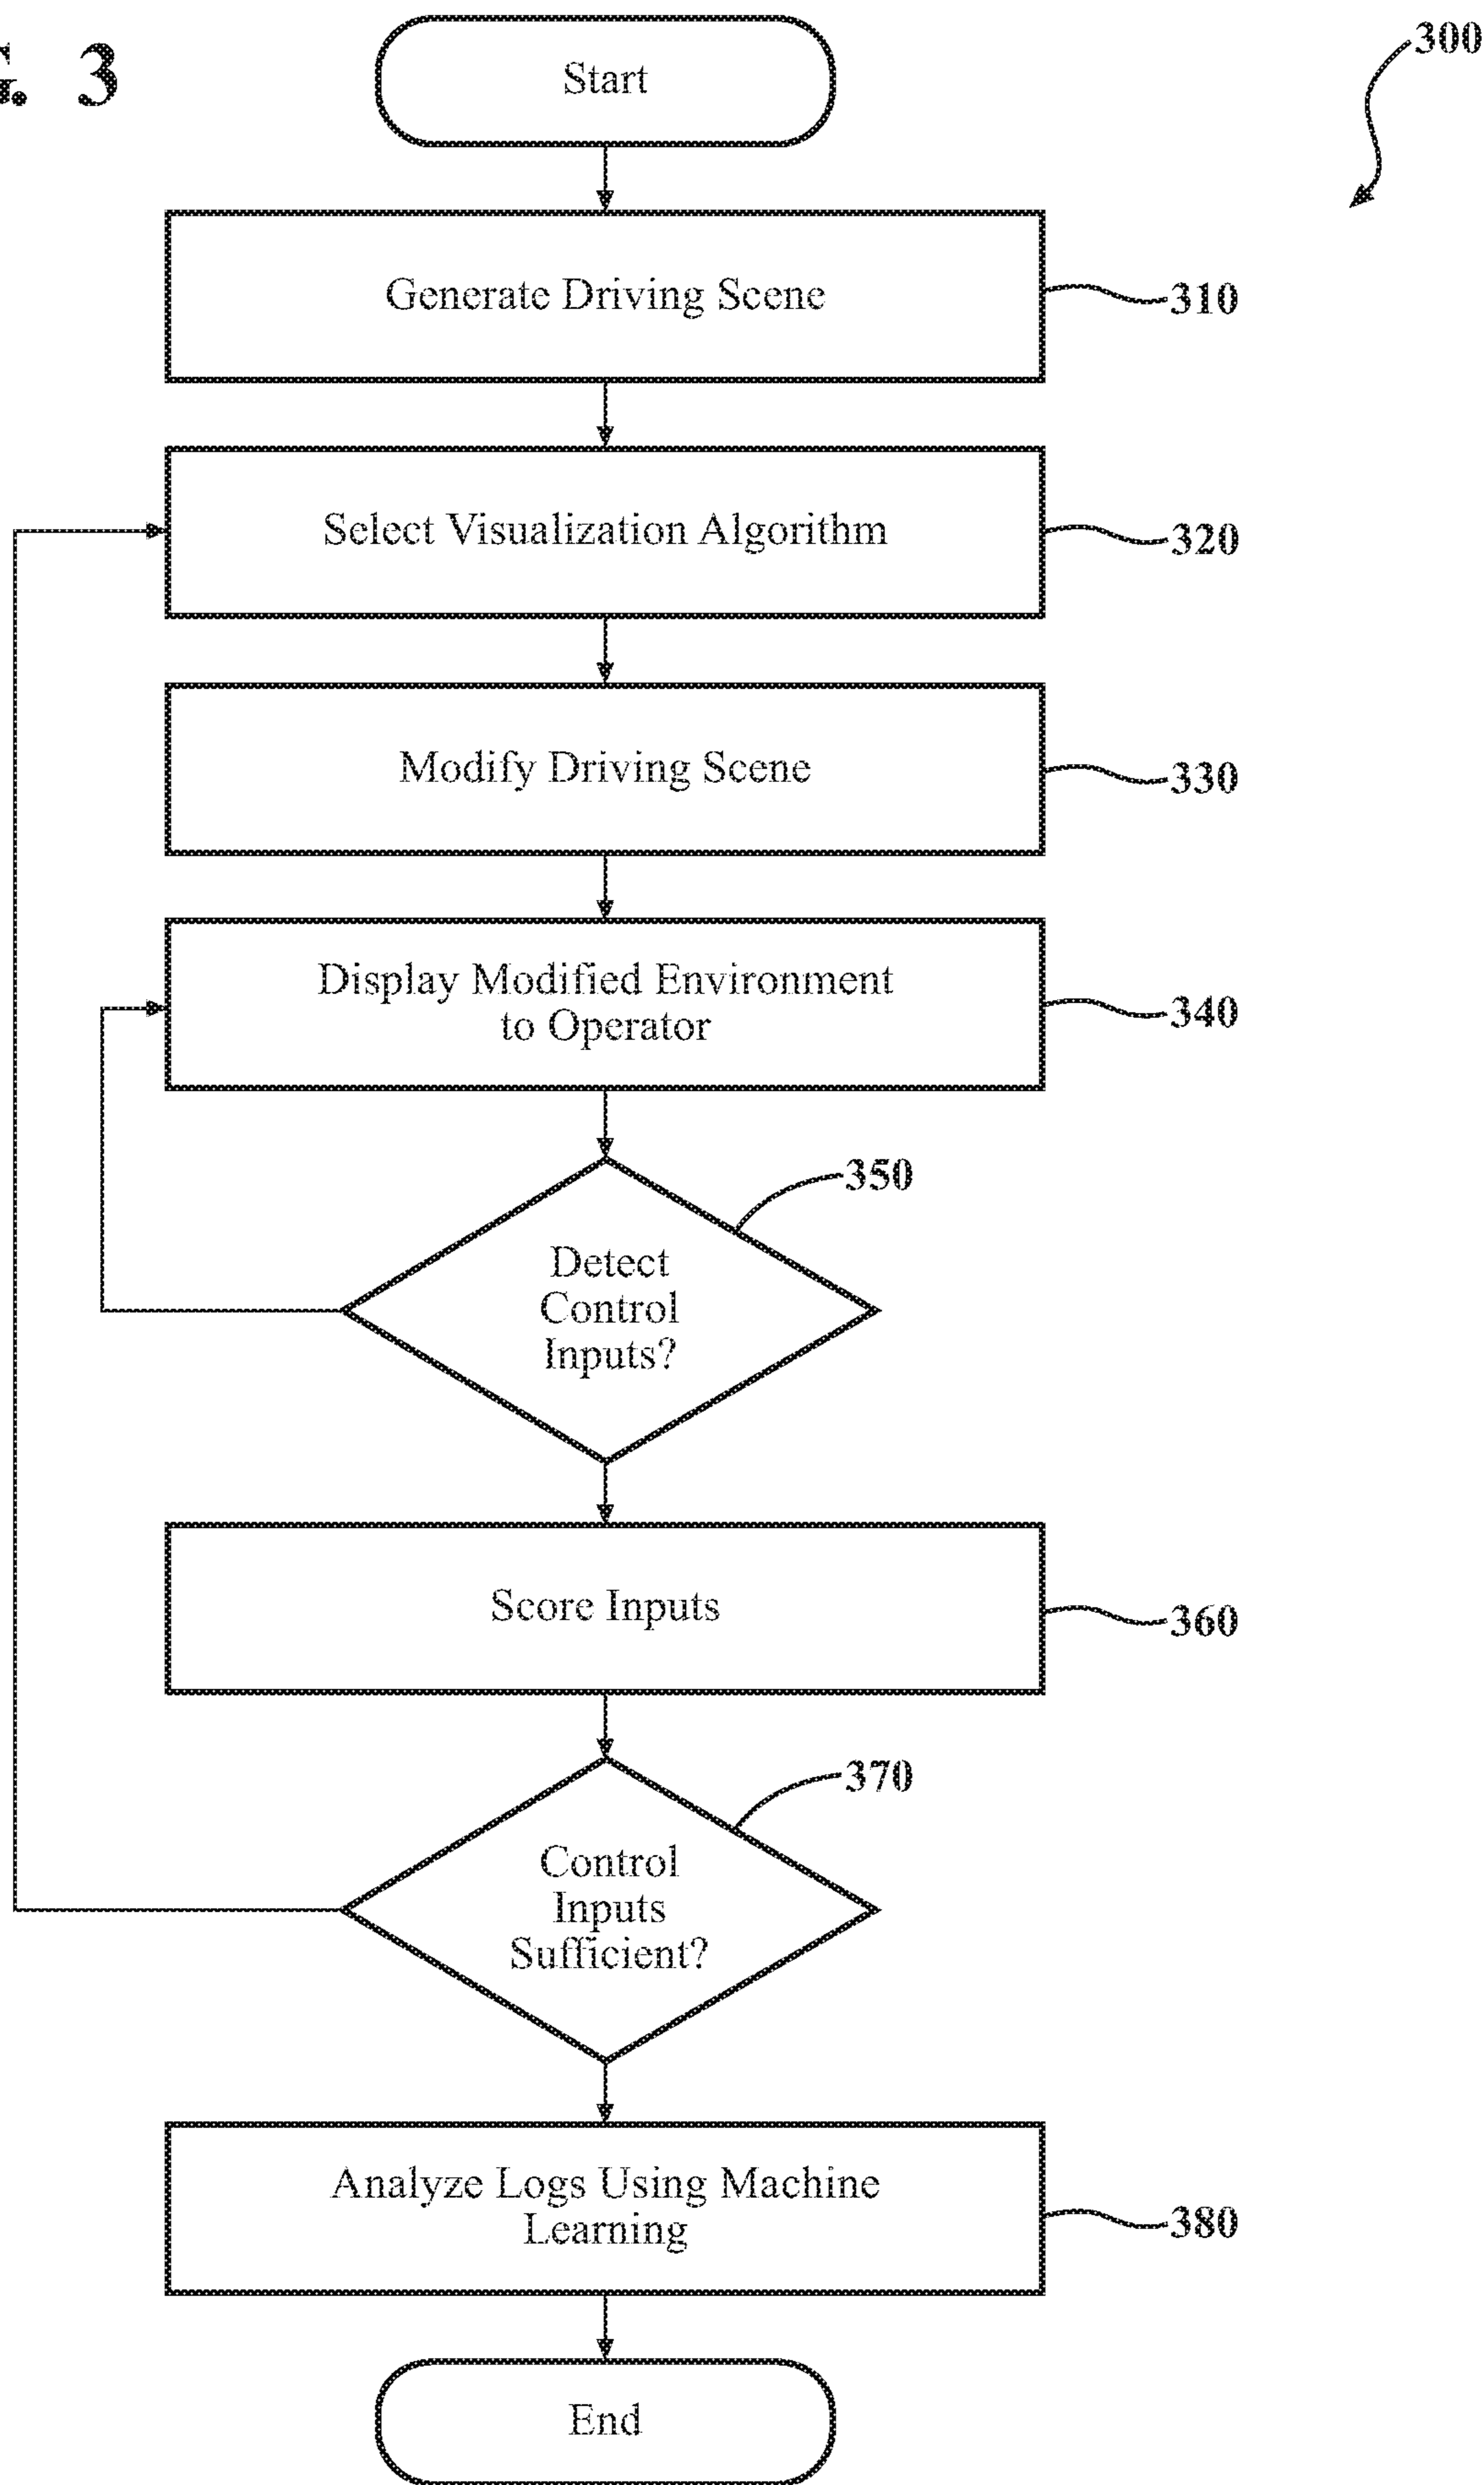 3
300
Start
Generate Driving Scene
310
Select Visualization Algorithm
320
Modify Driving Scene
330
Display Modified Environment
to Operator
340
350
Detect
Control
Inputs?
Score Inputs
360
370
Control
Inputs
Sufficient?
Analyze Logs Using Machine
Learning
380
End